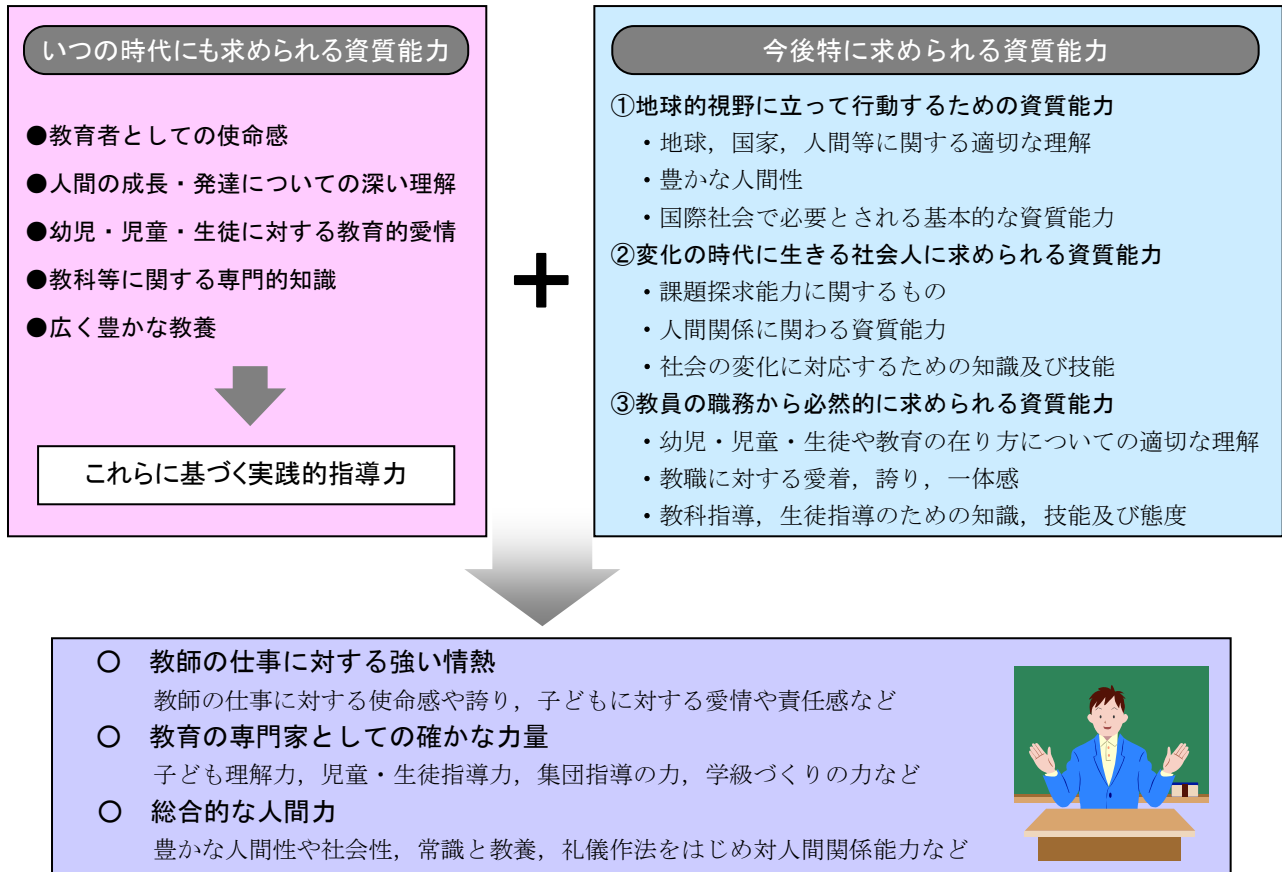 いつの時代にも求められる資質能力
●教育者としての使命感
●人間の成長・発達についての深い理解
●幼児・児童・生徒に対する教育的愛情
●教科等に関する専門的知識
●広く豊かな教養
これらに基づく実践的指導力
+
今後特に求められる資質能力
①地球的視野に立って行動するための資質能力
・地球，国家，人間等に関する適切な理解
・豊かな人間性
・国際社会で必要とされる基本的な資質能力
②変化の時代に生きる社会人に求められる資質能力
・課題探求能力に関するもの
・人間関係に関わる資質能力
・社会の変化に対応するための知識及び技能
③教員の職務から必然的に求められる資質能力
・幼児・児童・生徒や教育の在り方についての適切な理解
・教職に対する愛着，誇り，一体感
・教科指導，生徒指導のための知識，技能及び態度
○　教師の仕事に対する強い情熱
教師の仕事に対する使命感や誇り，子どもに対する愛情や責任感など
○　教育の専門家としての確かな力量
子ども理解力，児童・生徒指導力，集団指導の力，学級づくりの力など
○　総合的な人間力
豊かな人間性や社会性，常識と教養，礼儀作法をはじめ対人間関係能力など